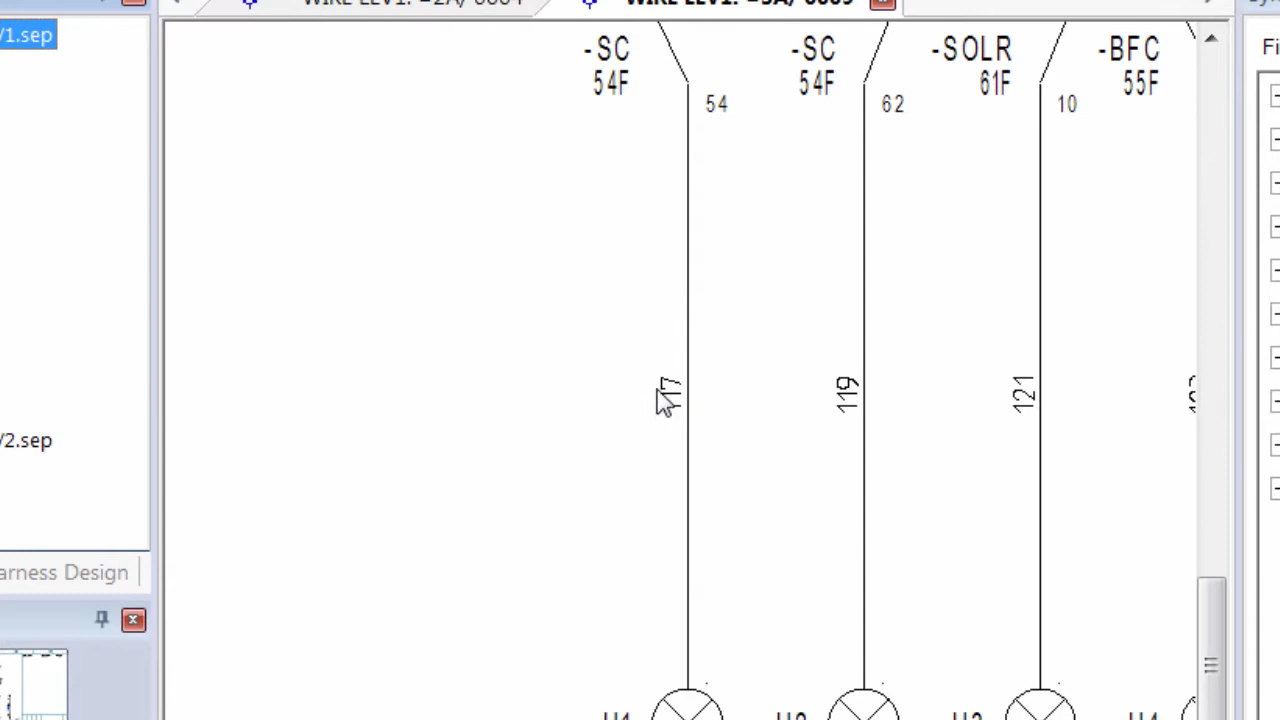 /1.sep
-SC
54F
54
-SC
54F
62
-SOLR
61F
10
-BFC
55F
119
121
/2.sep
arness Design
Fi